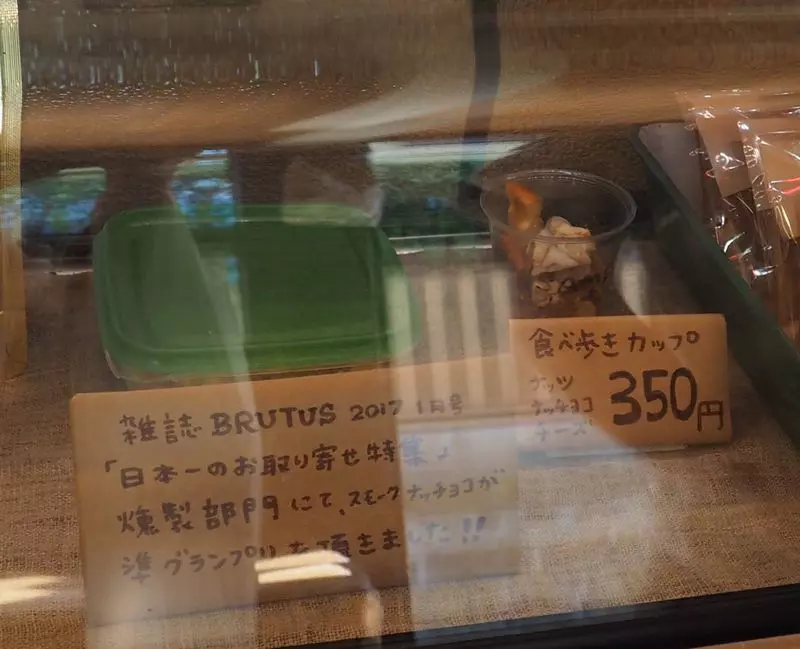 雑誌 BRUTUS 2017 1月号
「日本一のお取り寄せ特集」
燻製部門にて、スモークナッチョコが
準グランプリを頂きました!!
食べ歩きカップ
ナッツ
ナッチョコ
チーズ
350円